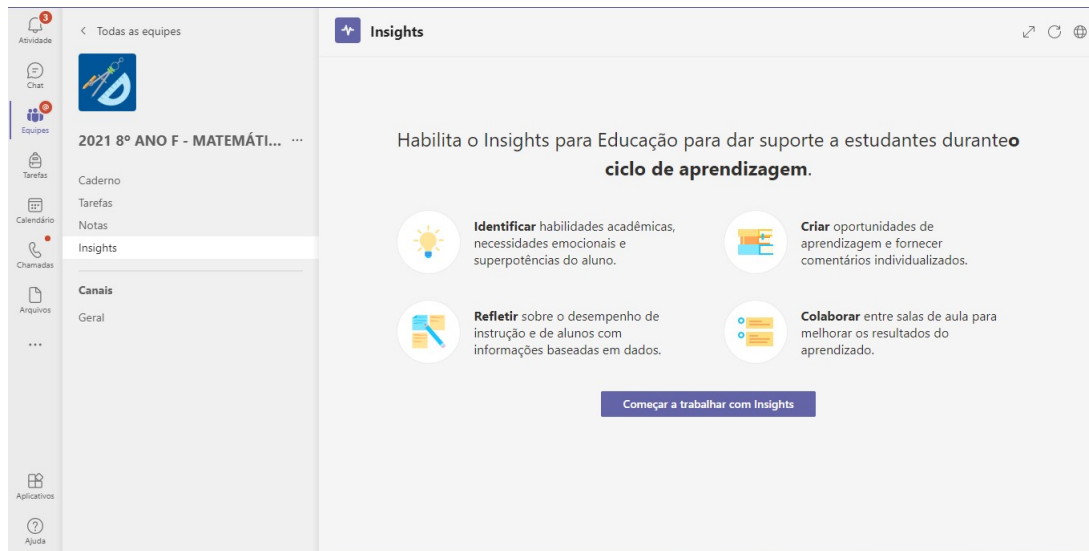 3
Atividade
Chat
@
Equipes
Tarefas
Calendário
Chamadas
Arquivos
...
Aplicativos
?
Ajuda
< Todas as equipes
2021 8º ANO F - MATEMÁTI... ...
Caderno
Tarefas
Notas
Insights
Canais
Geral
Insights
Habilita o Insights para Educação para dar suporte a estudantes duranteo
ciclo de aprendizagem.
Identificar habilidades acadêmicas,
necessidades emocionais e
superpotências do aluno.
Criar oportunidades de
aprendizagem e fornecer
comentários individualizados.
Refletir sobre o desempenho de
instrução e de alunos com
informações baseadas em dados.
Colaborar entre salas de aula para
melhorar os resultados do
aprendizado.
Começar a trabalhar com Insights